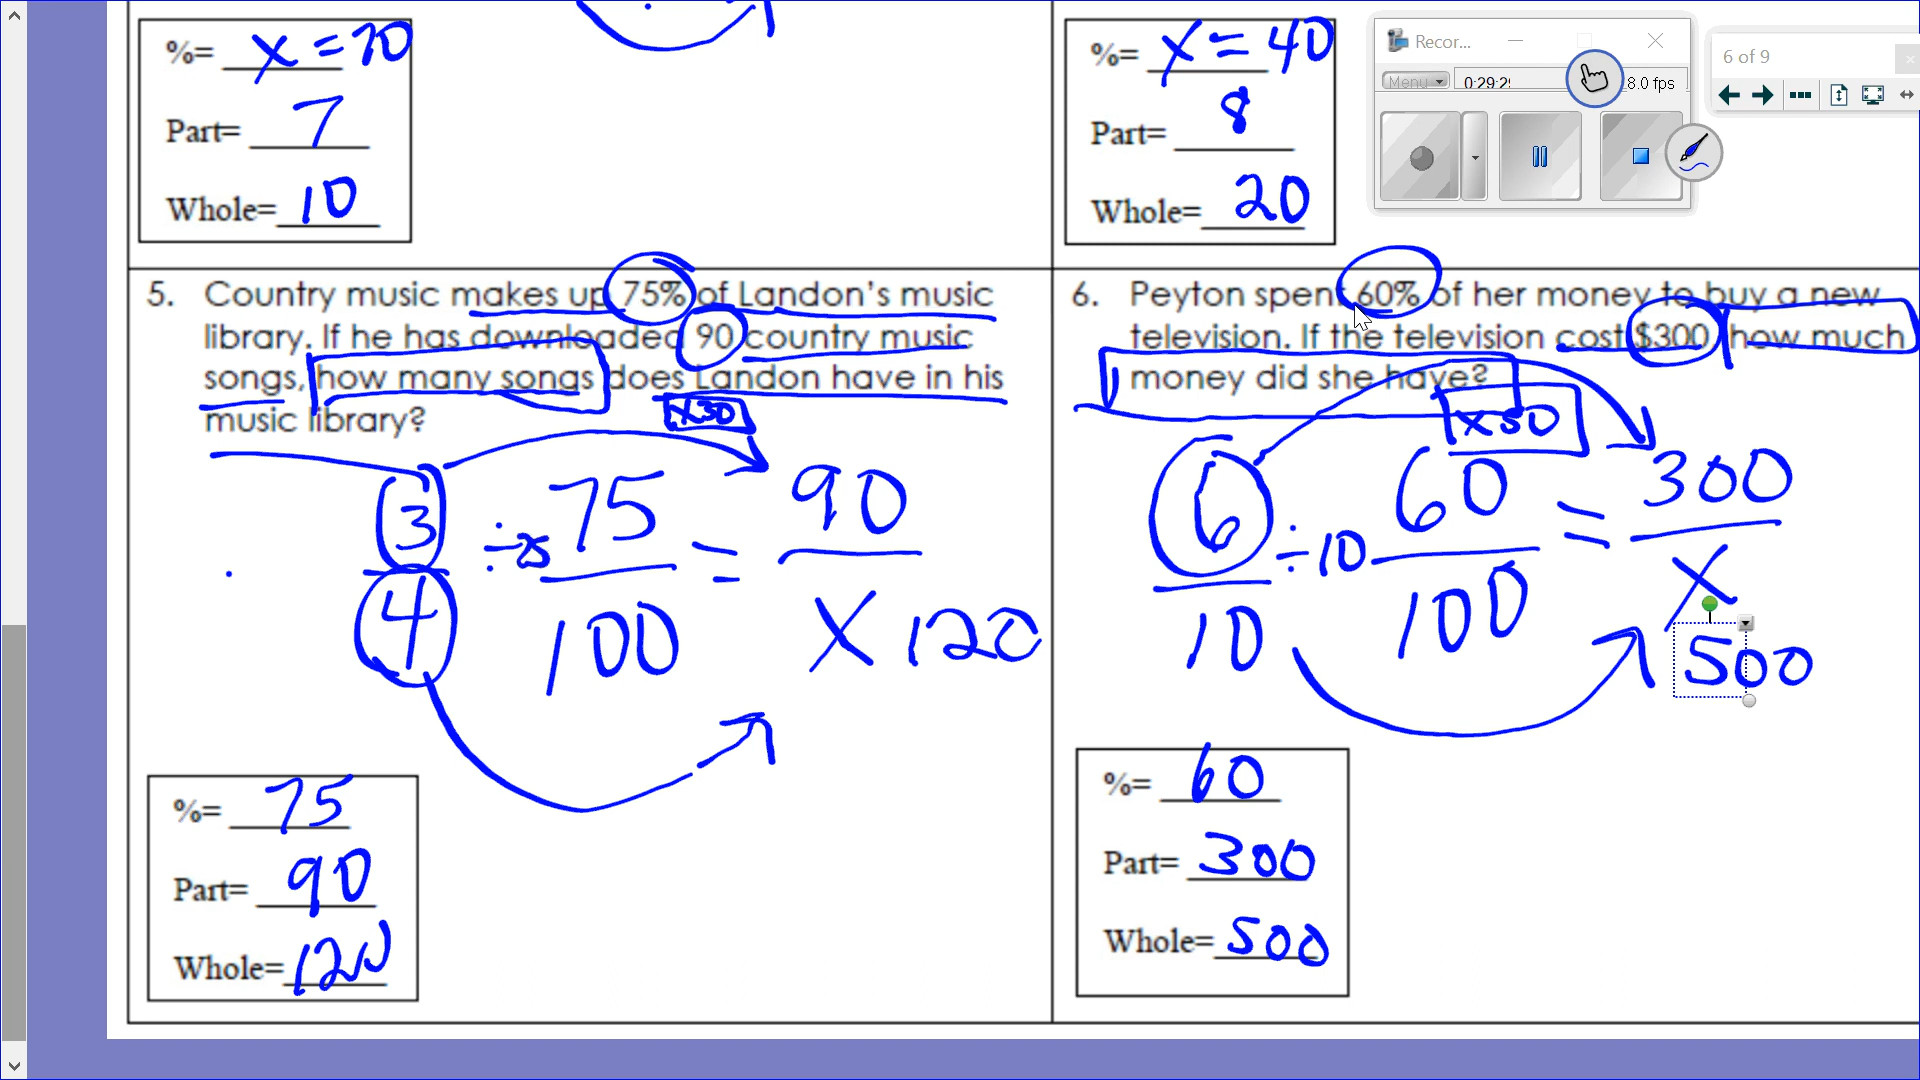 %= x = 70
Part= 7
Whole= 10
%= x = 40
Part= 8
Whole= 20
Recor...
Menu
0:29:2
8.0 fps
6 of 9
5. Country music makes up 75% of Landon's music
library. If he has downloaded 90 country music
songs, how many songs does Landon have in his
music library?
x30
3 ÷25 75 = 90
4 100 x 120
%= 75
Part= 90
Whole= 120
6. Peyton spent 60% of her money to buy a new
television. If the television cost $300 how much
money did she have?
x50
6 ÷10 60 = 300
10 100 x
500
%= 60
Part= 300
Whole= 500